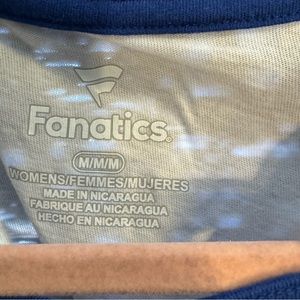 Fanatics.
M/M/M
WOMENS/FEMMES/MUJERES
MADE IN NICARAGUA
FABRIQUE AU NICARAGUA
HECHO EN NICARAGUA